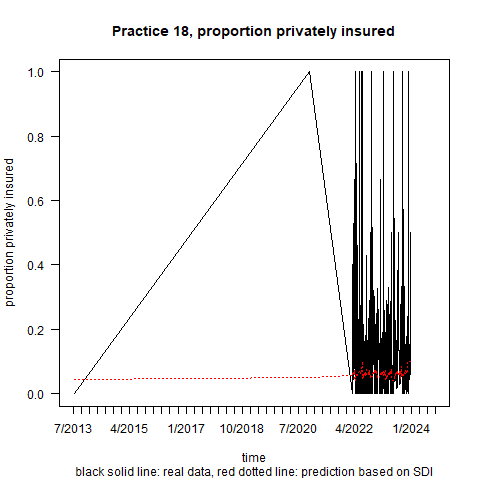 Practice 18, proportion privately insured
proportion privately insured
1.0
0.8
0.6
0.4
0.2
0.0
7/2013 4/2015 1/2017 10/2018 7/2020 4/2022 1/2024
time
black solid line: real data, red dotted line: prediction based on SDI